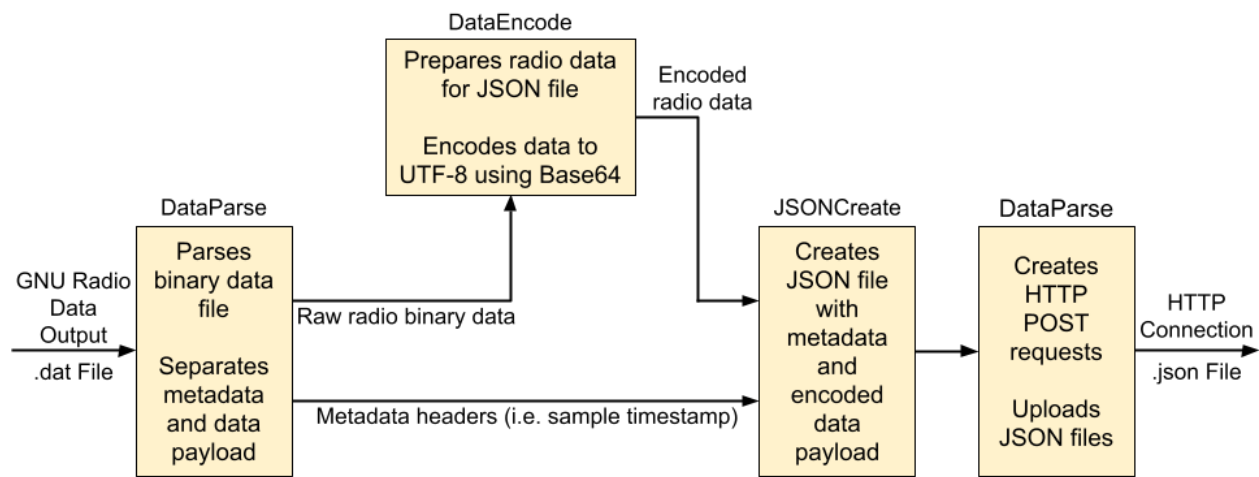 DataEncode
Prepares radio data
for JSON file
Encodes data to
UTF-8 using Base64
Encoded
radio data
DataParse
Parses
binary data
file
Separates
metadata
and data
payload
GNU Radio
Data
Output
.dat File
Raw radio binary data
Metadata headers (i.e. sample timestamp)
JSONCreate
Creates
JSON file
with
metadata
and
encoded
data
payload
DataParse
Creates
HTTP
POST
requests
Uploads
JSON files
HTTP
Connection
.json File